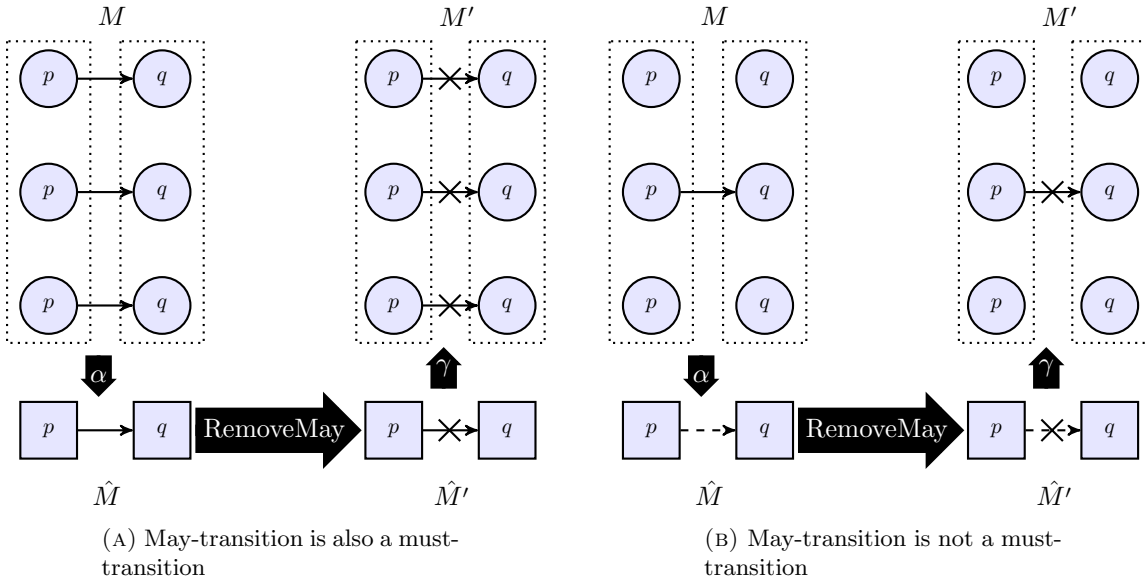 M M′ M M′
p q p q p q p q
p q p q p q p q
p q p q p q p q
α γ α γ
p q RemoveMay p q p q RemoveMay p q
M̂ M̂′ M̂ M̂′
(A) May-transition is also a must-
transition
(B) May-transition is not a must-
transition